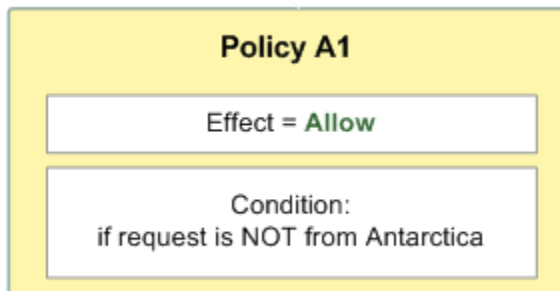 Policy A1
Effect = Allow
Condition:
if request is NOT from Antarctica